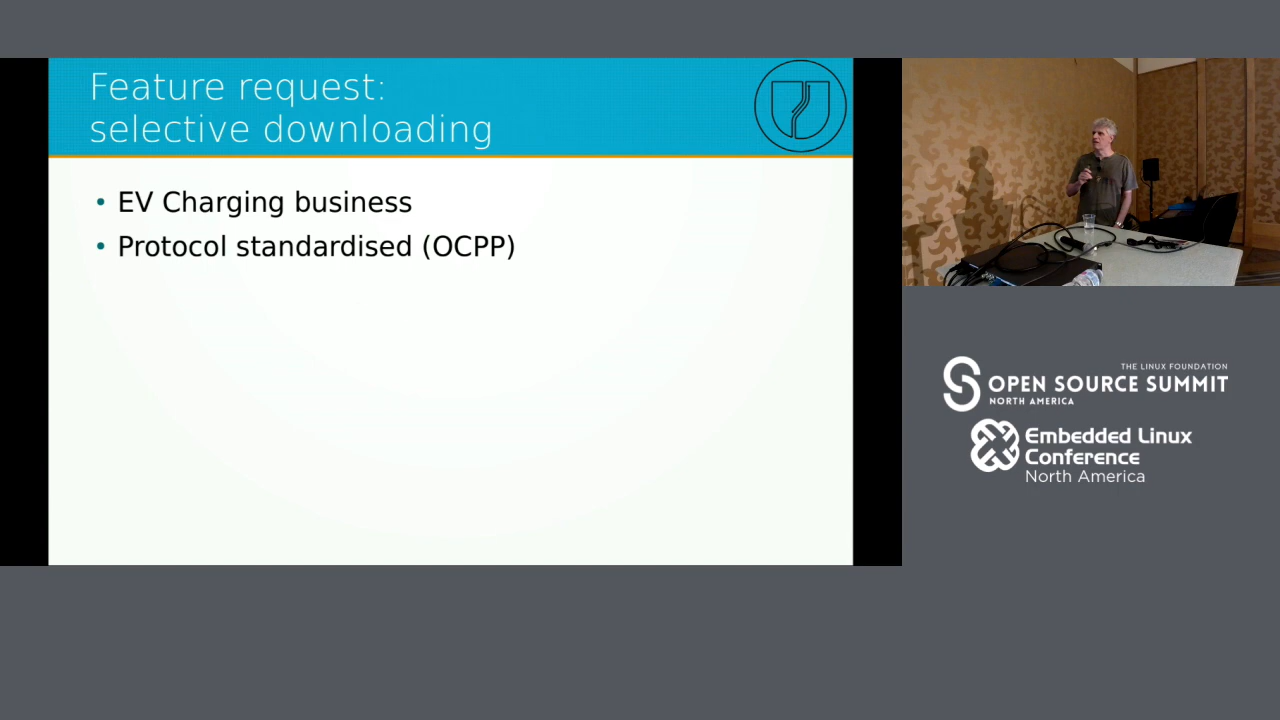 Feature request:
selective downloading
• EV Charging business
• Protocol standardised (OCPP)
THE LINUX FOUNDATION
OPEN SOURCE SUMMIT
NORTH AMERICA
Embedded Linux
Conference
North America